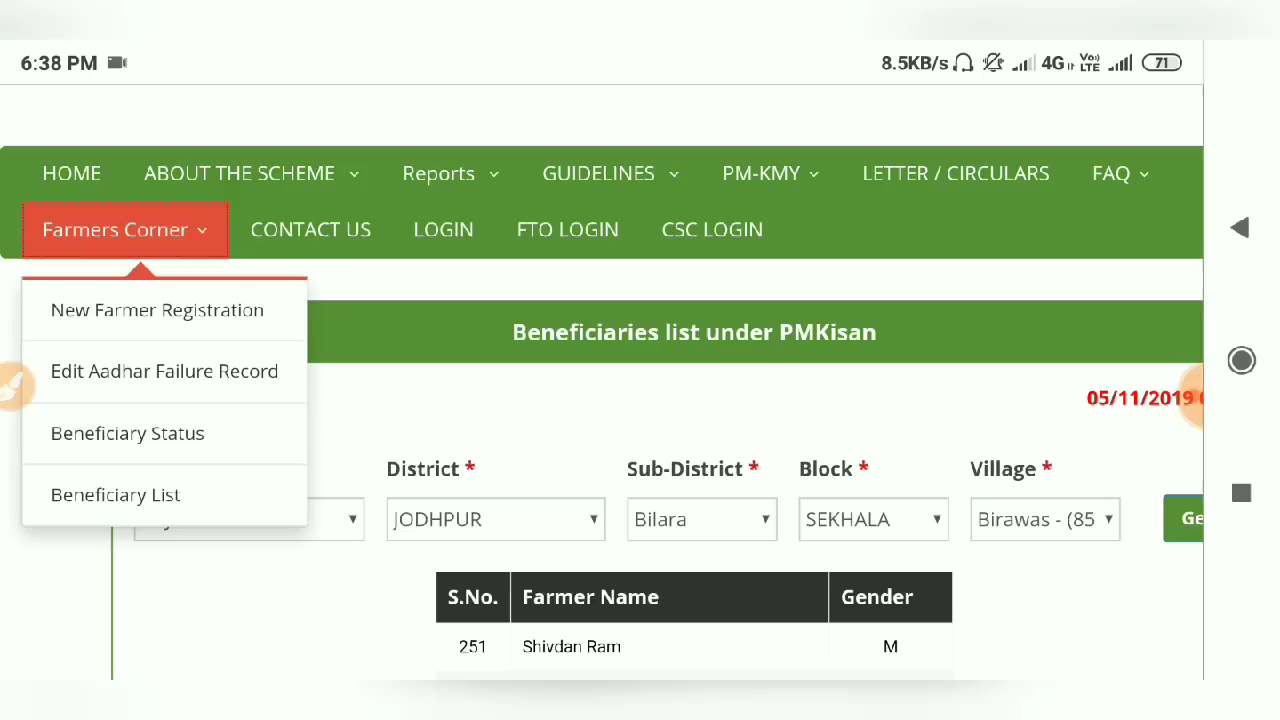 6:38 PM 8.5KB/s 4G Vo) LTE 71
HOME ABOUT THE SCHEME Reports GUIDELINES PM-KMY LETTER / CIRCULARS FAQ
Farmers Corner CONTACT US LOGIN FTO LOGIN CSC LOGIN
New Farmer Registration
Beneficiaries list under PMKisan
Edit Aadhar Failure Record
05/11/2019
Beneficiary Status
District * Sub-District * Block * Village *
Beneficiary List
JODHPUR Bilara SEKHALA Birawas - (85 Ge
S.No. Farmer Name Gender
251 Shivdan Ram M